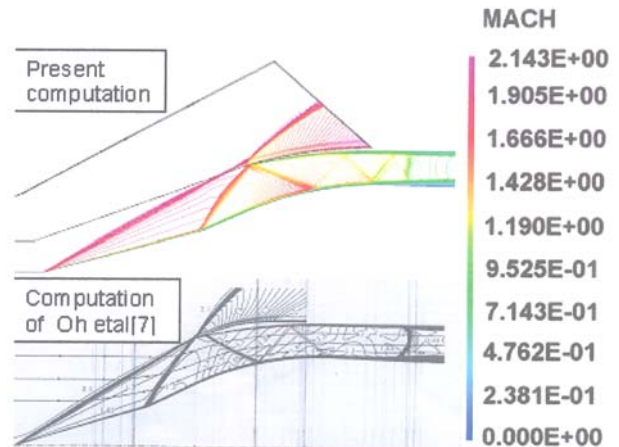 MACH
2.143E+00
1.905E+00
1.666E+00
1.428E+00
1.190E+00
9.525E-01
7.143E-01
4.762E-01
2.381E-01
0.000E+00
Present
computation
Computation
of Oh etal[7]